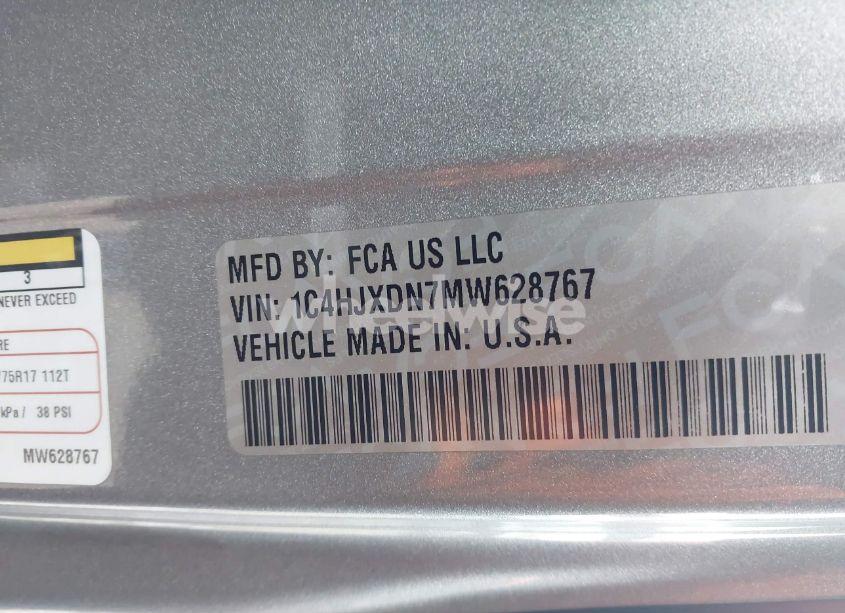 3
NEVER EXCEED
RE
/75R17 112T
kPa / 38 PSI
MW628767
MFD BY: FCA US LLC
VIN: 1C4HJXDN7MW628767
VEHICLE MADE IN: U.S.A.
wheelwise